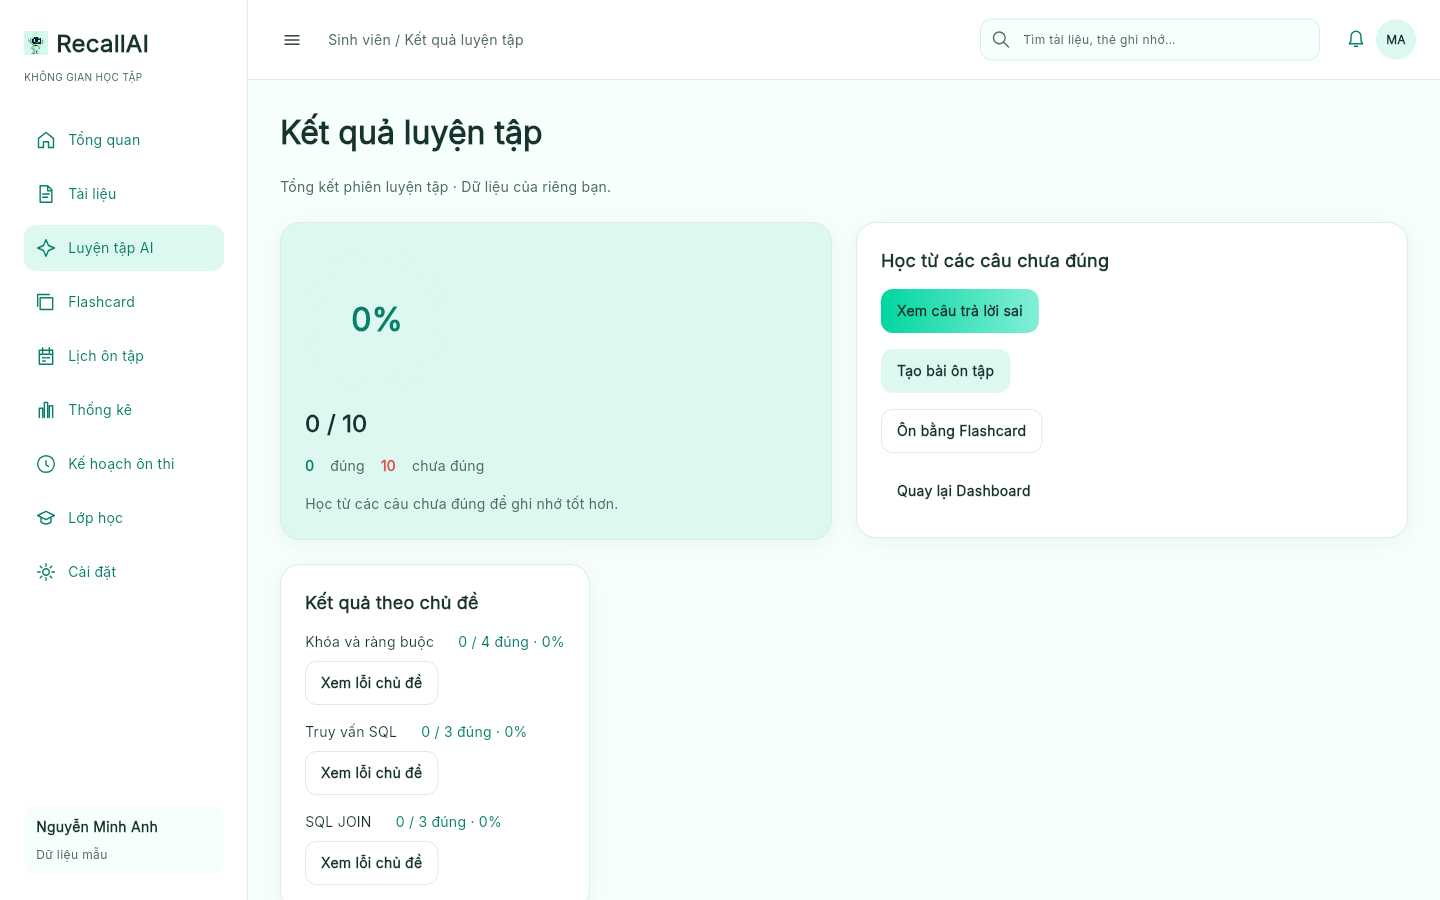 RecallAI
KHÔNG GIAN HỌC TẬP
Tổng quan
Tài liệu
Luyện tập AI
Flashcard
Lịch ôn tập
Thống kê
Kế hoạch ôn thi
Lớp học
Cài đặt
Nguyễn Minh Anh
Dữ liệu mẫu
Sinh viên / Kết quả luyện tập
Tìm tài liệu, thẻ ghi nhớ...
MA
Kết quả luyện tập
Tổng kết phiên luyện tập · Dữ liệu của riêng bạn.
0%
0 / 10
0 đúng 10 chưa đúng
Học từ các câu chưa đúng để ghi nhớ tốt hơn.
Học từ các câu chưa đúng
Xem câu trả lời sai
Tạo bài ôn tập
Ôn bằng Flashcard
Quay lại Dashboard
Kết quả theo chủ đề
Khóa và ràng buộc 0 / 4 đúng · 0%
Xem lỗi chủ đề
Truy vấn SQL 0 / 3 đúng · 0%
Xem lỗi chủ đề
SQL JOIN 0 / 3 đúng · 0%
Xem lỗi chủ đề